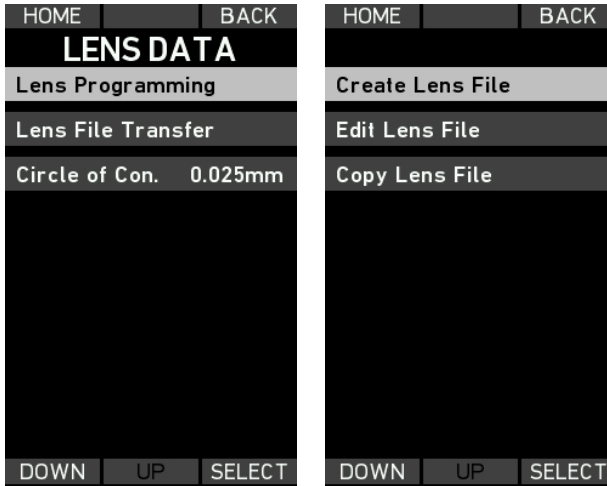 HOME BACK
LENS DATA
Lens Programming
Lens File Transfer
Circle of Con. 0.025mm
DOWN UP SELECT
HOME BACK
Create Lens File
Edit Lens File
Copy Lens File
DOWN UP SELECT